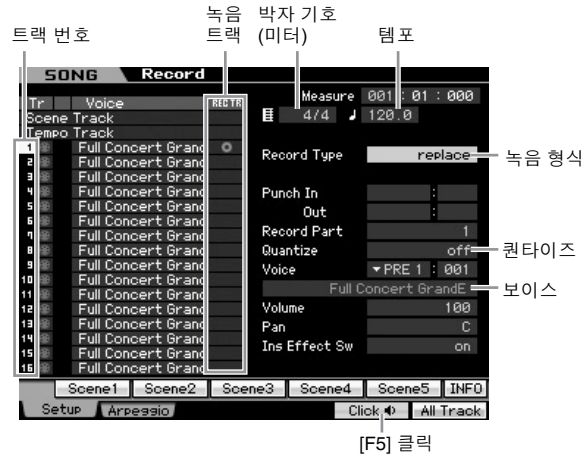 녹음 박자 기호
트랙 번호 트랙 (미터) 템포
SONG Record
Measure 001 : 01 : 000
Tr Voice REC TR
4/4 120.0
Scene Track
Tempo Track
1 Full Concert Grand
Record Type replace
녹음 형식
2 Full Concert Grand
3 Full Concert Grand
4 Full Concert Grand
Punch In :
5 Full Concert Grand
Out :
6 Full Concert Grand
Record Part 1
7 Full Concert Grand
8 Full Concert Grand
Quantize off
퀀타이즈
9 Full Concert Grand
Voice PRE 1 : 001
10 Full Concert Grand
11 Full Concert Grand
Full Concert GrandE
보이스
12 Full Concert Grand
Volume 100
13 Full Concert Grand
Pan C
14 Full Concert Grand
Ins Effect Sw on
15 Full Concert Grand
16 Full Concert Grand
Scene1 Scene2 Scene3 Scene4 Scene5 INFO
Setup Arpeggio Click All Track
[F5] 클릭